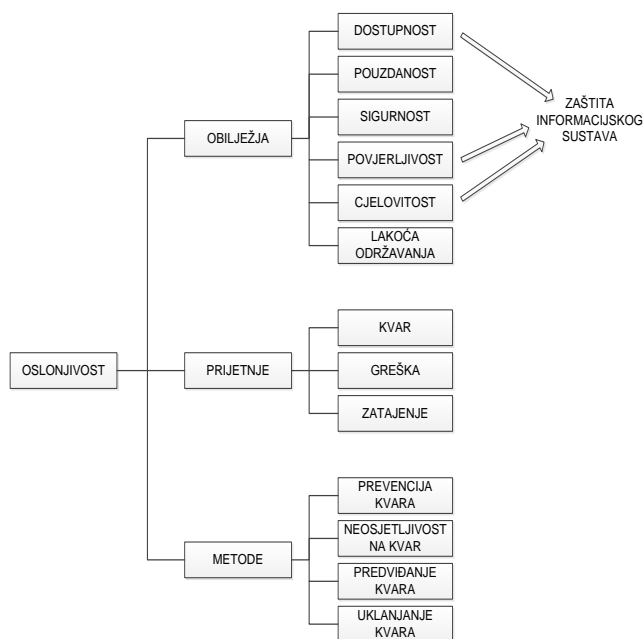 DOSTUPNOST
POUZDANOST
SIGURNOST
POVJERLJIVOST
CJELOVITOST
LAKOĆA
ODRŽAVANJA
OBILJEŽJA
ZAŠTITA
INFORMACIJSKOG
SUSTAVA
OSLONJIVOST
PRIJETNJE
KVAR
GREŠKA
ZATAJENJE
METODE
PREVENCIJA
KVARA
NEOSJETLJIVOST
NA KVAR
PREDVIĐANJE
KVARA
UKLANJANJE
KVARA